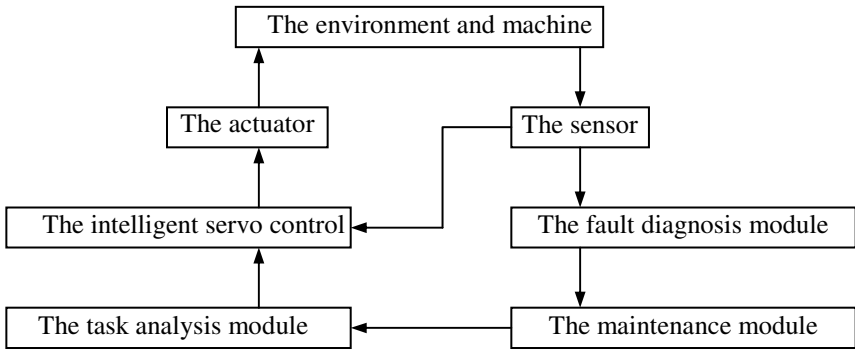 The environment and machine
The actuator
The sensor
The intelligent servo control
The fault diagnosis module
The task analysis module
The maintenance module